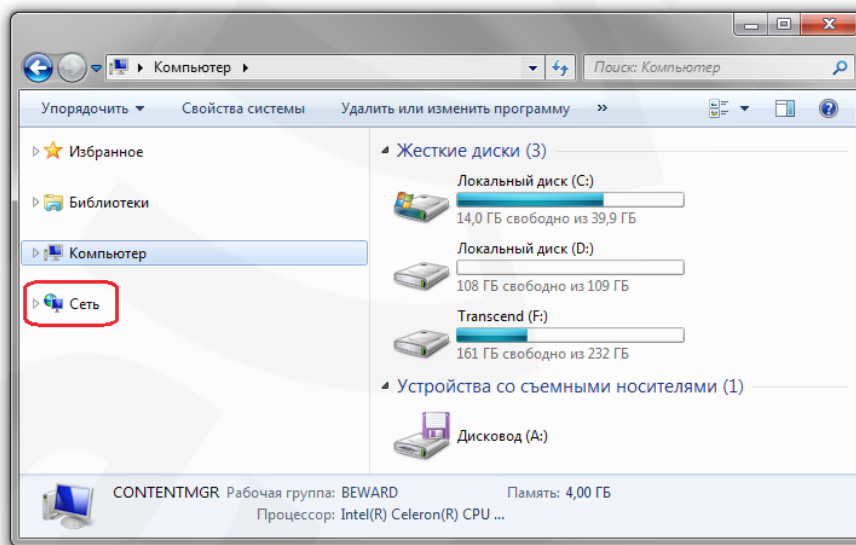 Компьютер
Поиск: Компьютер
Упорядочить Свойства системы Удалить или изменить программу »
Избранное
Библиотеки
Компьютер
Сеть
Жесткие диски (3)
Локальный диск (C:)
14,0 ГБ свободно из 39,9 ГБ
Локальный диск (D:)
108 ГБ свободно из 109 ГБ
Transcend (F:)
161 ГБ свободно из 232 ГБ
Устройства со съемными носителями (1)
Дисковод (A:)
CONTENTMGR Рабочая группа: BEWARD Память: 4,00 ГБ
Процессор: Intel(R) Celeron(R) CPU ...